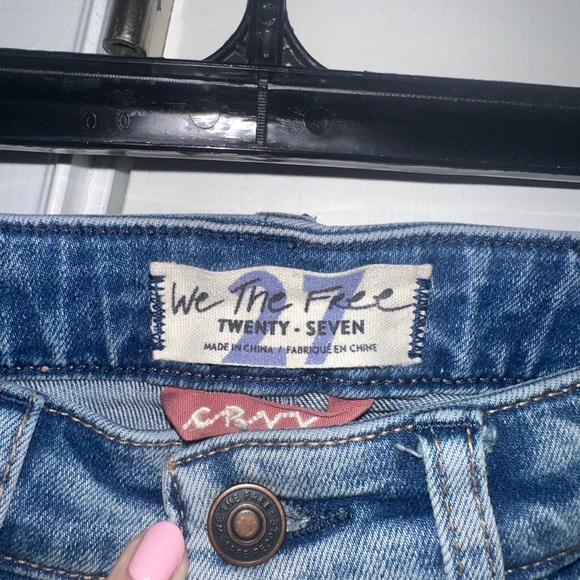 We The Free
27
TWENTY - SEVEN
MADE IN CHINA / FABRIQUÉ EN CHINE
CRVY
WE THE FREE